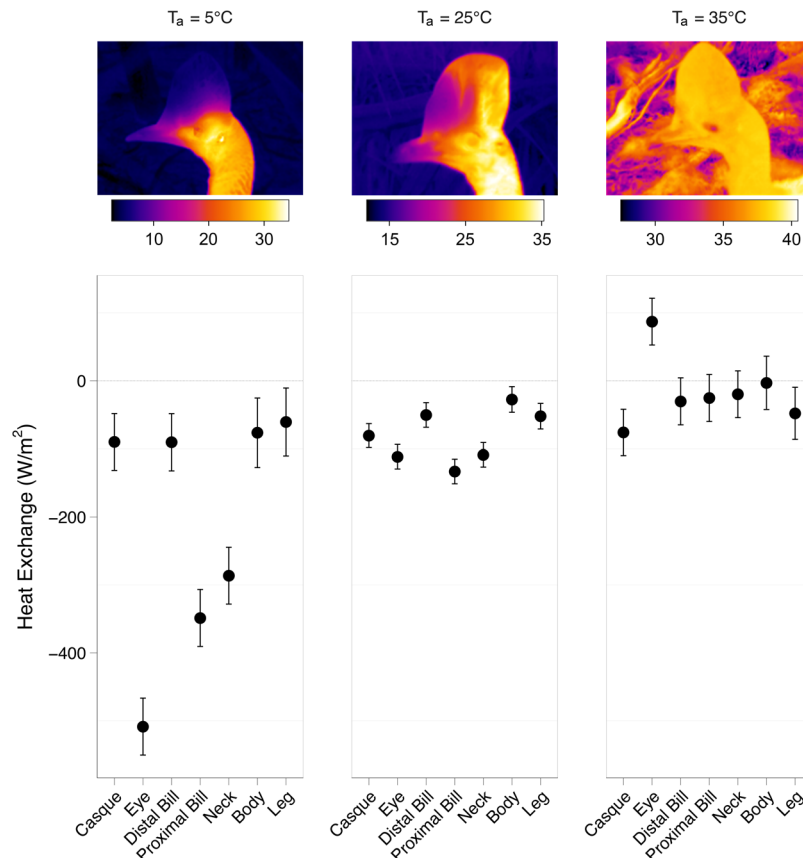 Ta = 5°C
Ta = 25°C
Ta = 35°C
10 20 30
15 25 35
30 35 40
Heat Exchange (W/m²)
0
−200
−400
Casque Eye Distal Bill Proximal Bill Neck Body Leg
Casque Eye Distal Bill Proximal Bill Neck Body Leg
Casque Eye Distal Bill Proximal Bill Neck Body Leg